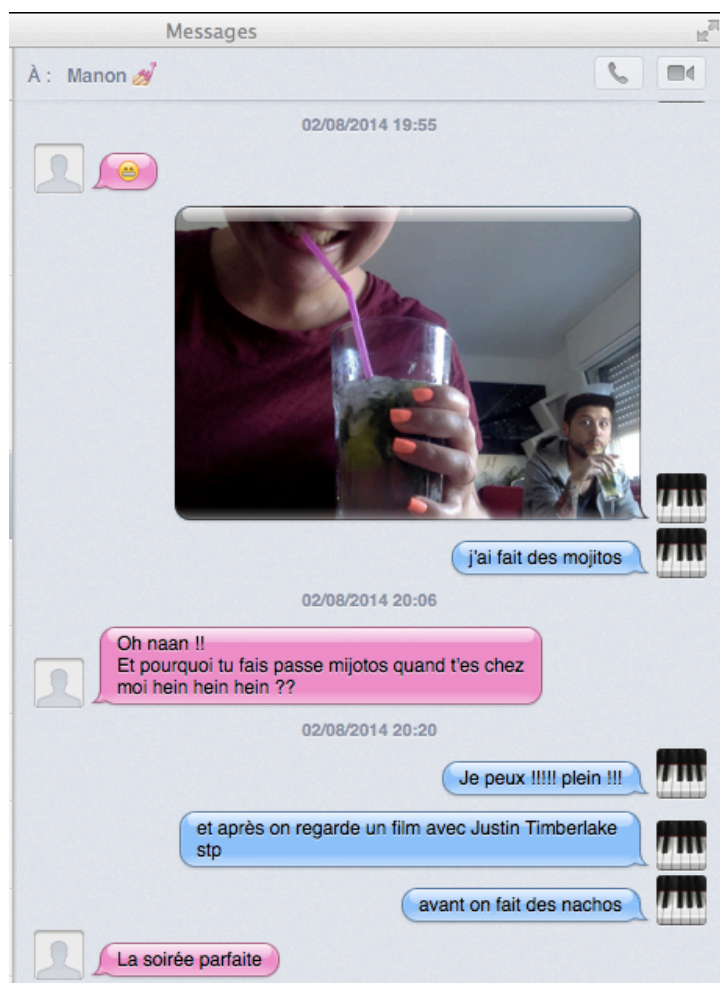 Messages
À : Manon 💅
02/08/2014 19:55
😁
j'ai fait des mojitos
02/08/2014 20:06
Oh naan !!
Et pourquoi tu fais passe mijotos quand t'es chez
moi hein hein hein ??
02/08/2014 20:20
Je peux !!!!! plein !!!
et après on regarde un film avec Justin Timberlake
stp
avant on fait des nachos
La soirée parfaite